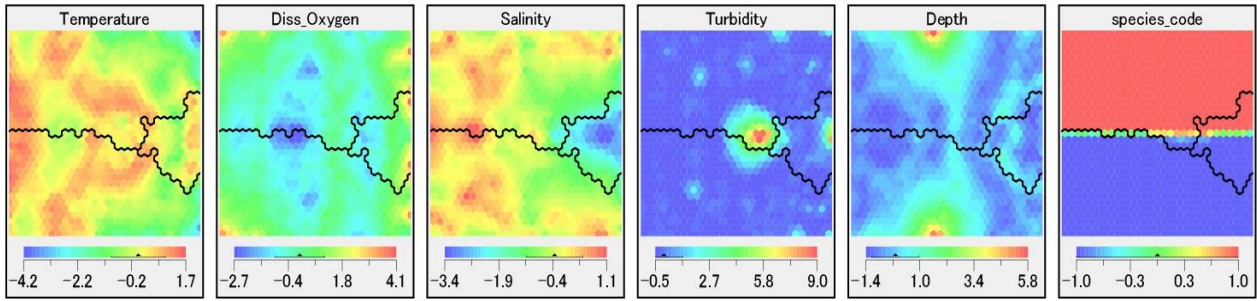 Temperature
−4.2 −2.2 −0.2 1.7
Diss_Oxygen
−2.7 −0.4 1.8 4.1
Salinity
−3.4 −1.9 −0.4 1.1
Turbidity
−0.5 2.7 5.8 9.0
Depth
−1.4 1.0 3.4 5.8
species_code
−1.0 −0.3 0.3 1.0